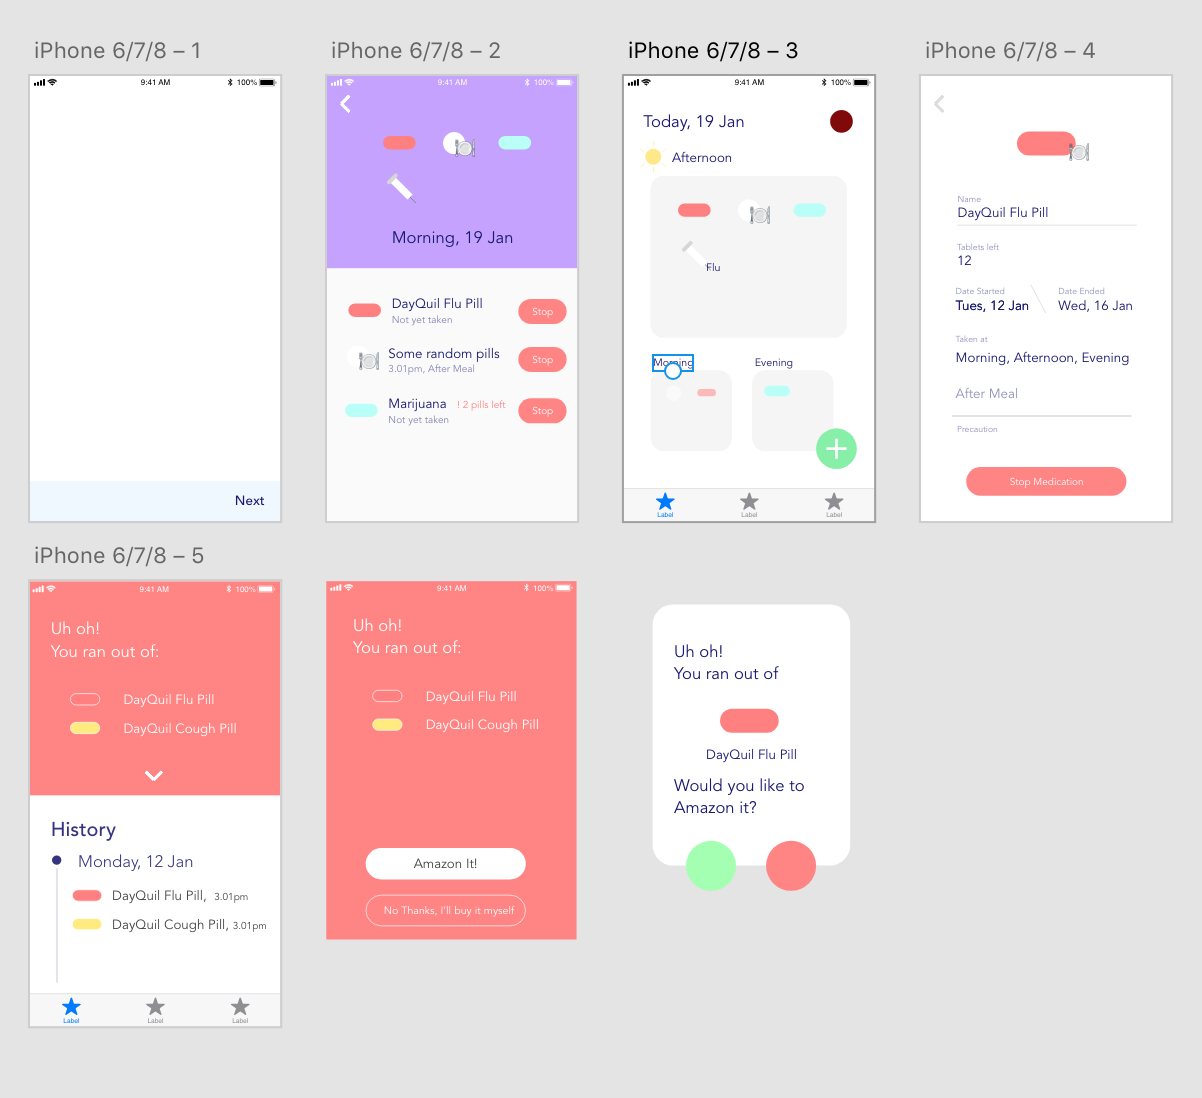 iPhone 6/7/8 – 1
9:41 AM
100%
Next
iPhone 6/7/8 – 2
9:41 AM
100%
Morning, 19 Jan
DayQuil Flu Pill
Not yet taken
Stop
Some random pills
3.01pm, After Meal
Stop
Marijuana
! 2 pills left
Not yet taken
Stop
iPhone 6/7/8 – 3
9:41 AM
100%
Today, 19 Jan
Afternoon
Flu
Morning
Evening
Label
Label
Label
iPhone 6/7/8 – 4
Name
DayQuil Flu Pill
Tablets left
12
Date Started
Date Ended
Tues, 12 Jan
Wed, 16 Jan
Taken at
Morning, Afternoon, Evening
After Meal
Precaution
Stop Medication
iPhone 6/7/8 – 5
9:41 AM
100%
Uh oh!
You ran out of:
DayQuil Flu Pill
DayQuil Cough Pill
History
Monday, 12 Jan
DayQuil Flu Pill, 3.01pm
DayQuil Cough Pill, 3.01pm
Label
Label
Label
9:41 AM
100%
Uh oh!
You ran out of:
DayQuil Flu Pill
DayQuil Cough Pill
Amazon It!
No Thanks, I'll buy it myself
Uh oh!
You ran out of
DayQuil Flu Pill
Would you like to
Amazon it?